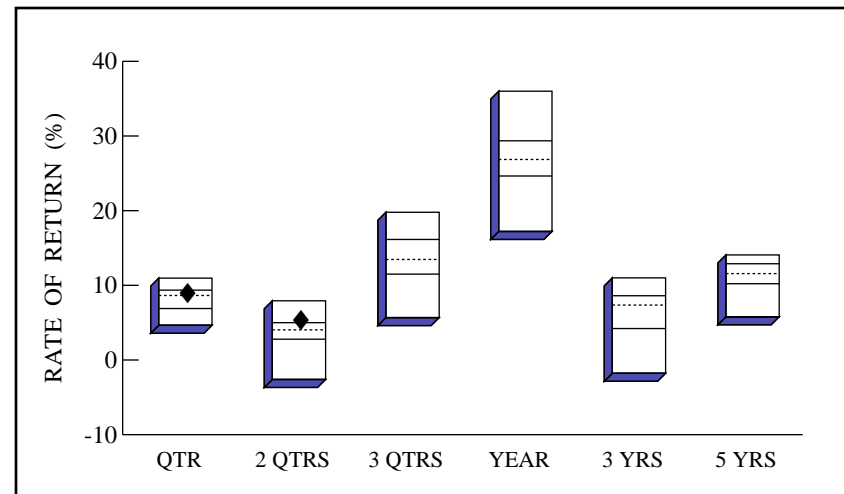 RATE OF RETURN (%)
40
30
20
10
0
-10
QTR
2 QTRS
3 QTRS
YEAR
3 YRS
5 YRS